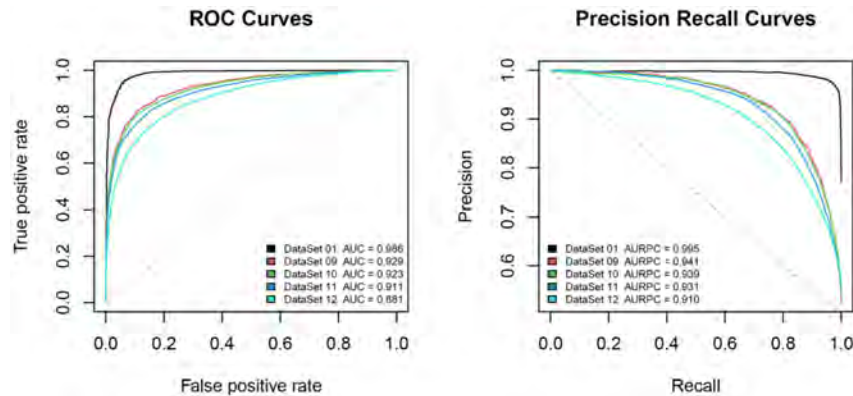 ROC Curves
True positive rate
1.0
0.8
0.6
0.4
0.2
0.0
DataSet 01 AUC = 0.986
DataSet 09 AUC = 0.929
DataSet 10 AUC = 0.923
DataSet 11 AUC = 0.911
DataSet 12 AUC = 0.881
0.0 0.2 0.4 0.6 0.8 1.0
False positive rate
Precision Recall Curves
Precision
1.0
0.9
0.8
0.7
0.6
DataSet 01 AURPC = 0.995
DataSet 09 AURPC = 0.941
DataSet 10 AURPC = 0.939
DataSet 11 AURPC = 0.931
DataSet 12 AURPC = 0.910
0.0 0.2 0.4 0.6 0.8 1.0
Recall